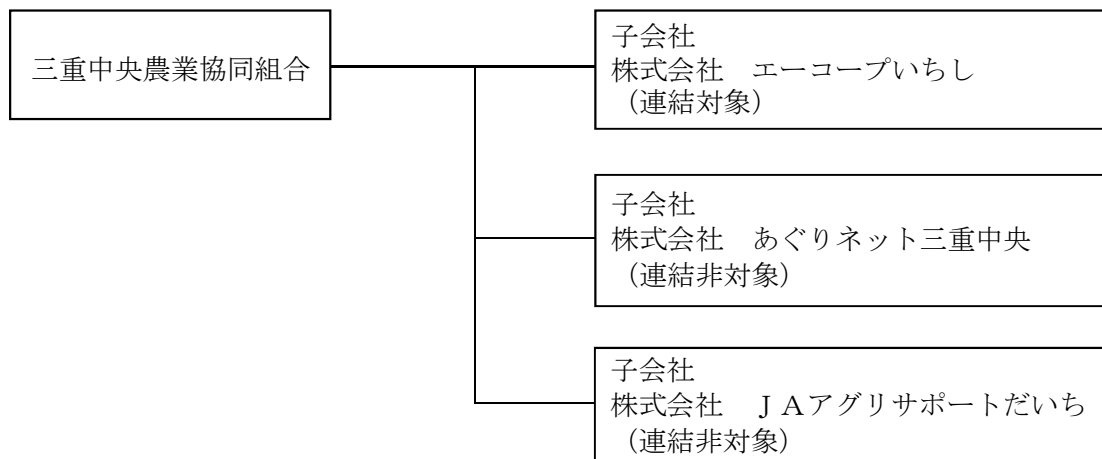 三重中央農業協同組合
子会社
株式会社　エーコープいちし
（連結対象）
子会社
株式会社　あぐりネット三重中央
（連結非対象）
子会社
株式会社　ＪＡアグリサポートだいち
（連結非対象）